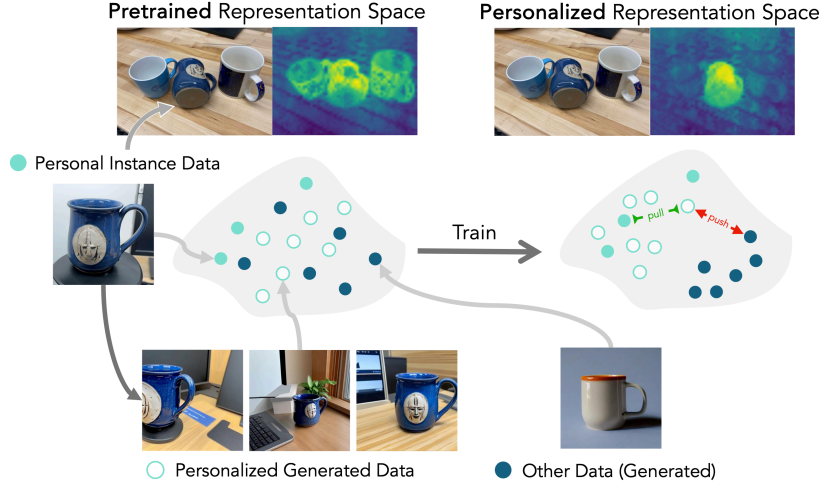 Pretrained Representation Space
Personalized Representation Space
Personal Instance Data
pull
push
Train
Personalized Generated Data
Other Data (Generated)